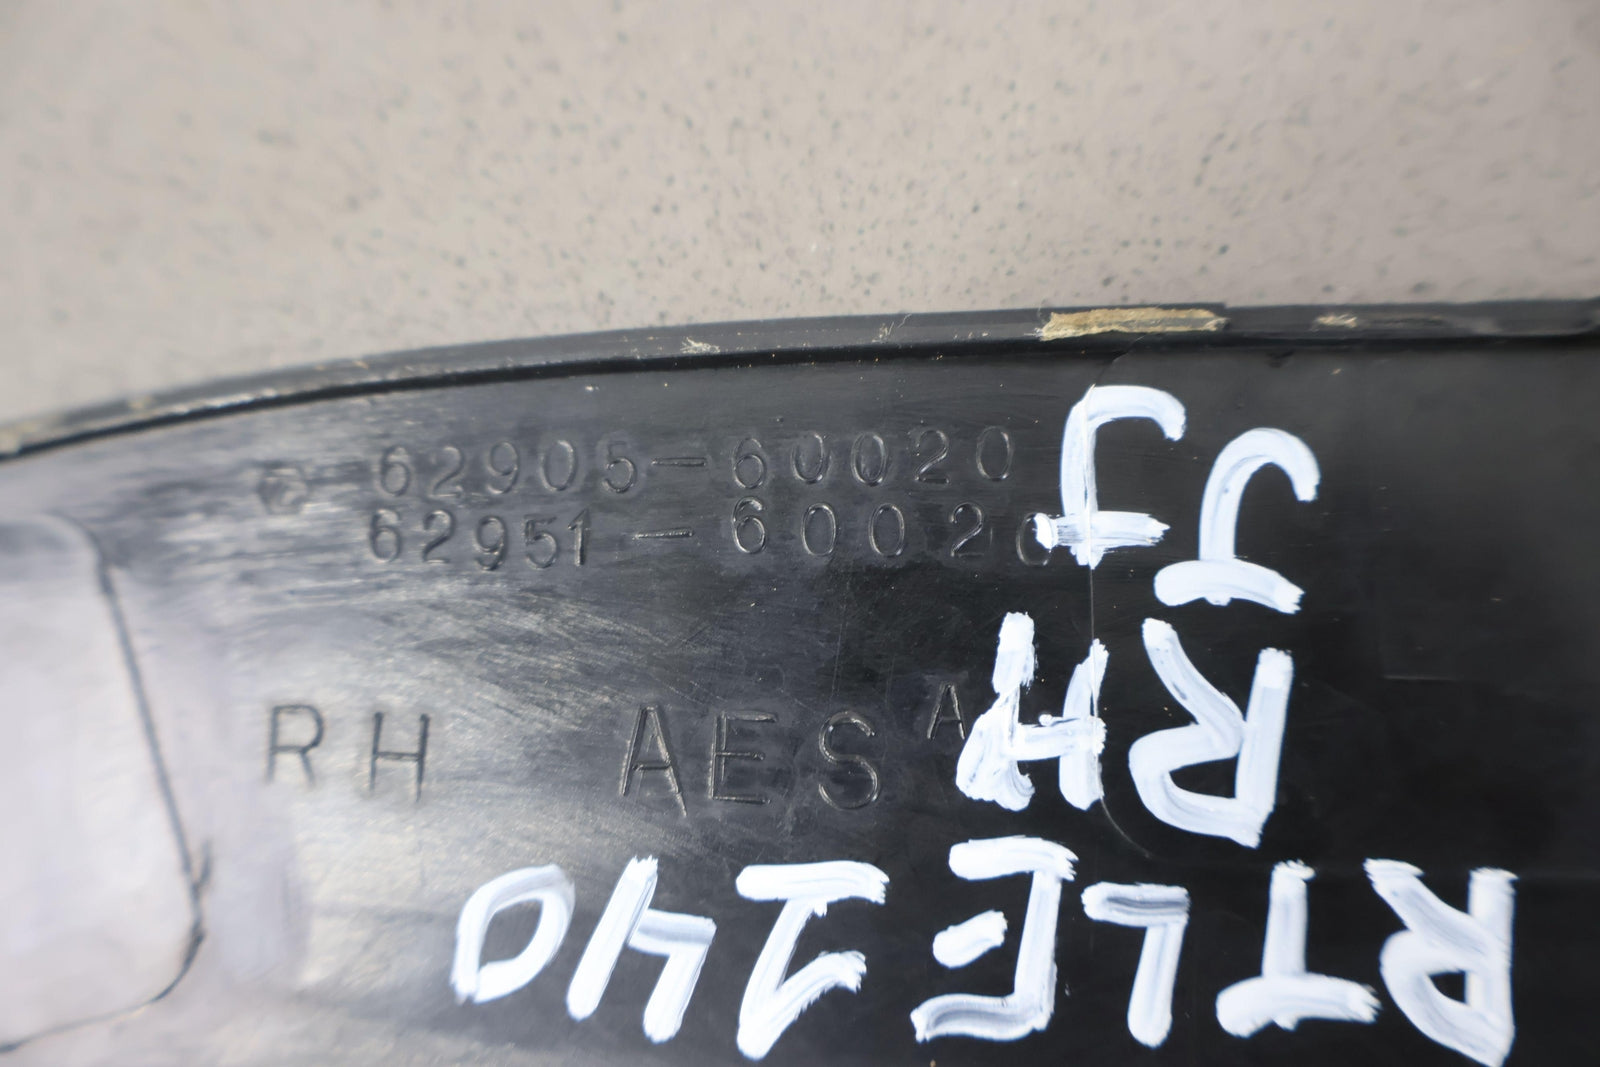 62905-60020
62951-60020
RH AES A
JJ
RH
RTLE240